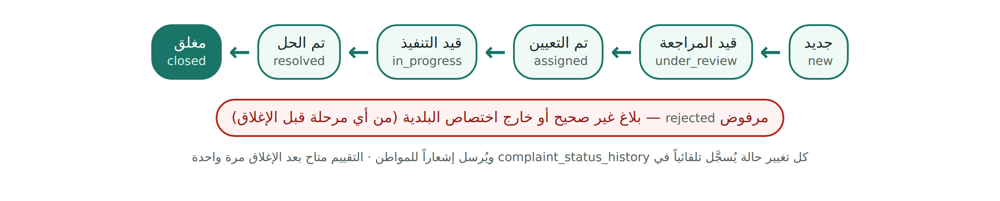 جديد
new
قيد المراجعة
under_review
تم التعيين
assigned
قيد التنفيذ
in_progress
تم الحل
resolved
مغلق
closed
مرفوض rejected — بلاغ غير صحيح أو خارج اختصاص البلدية (من أي مرحلة قبل الإغلاق)
كل تغيير حالة يُسجَّل تلقائياً في complaint_status_history ويُرسل إشعاراً للمواطن · التقييم متاح بعد الإغلاق مرة واحدة